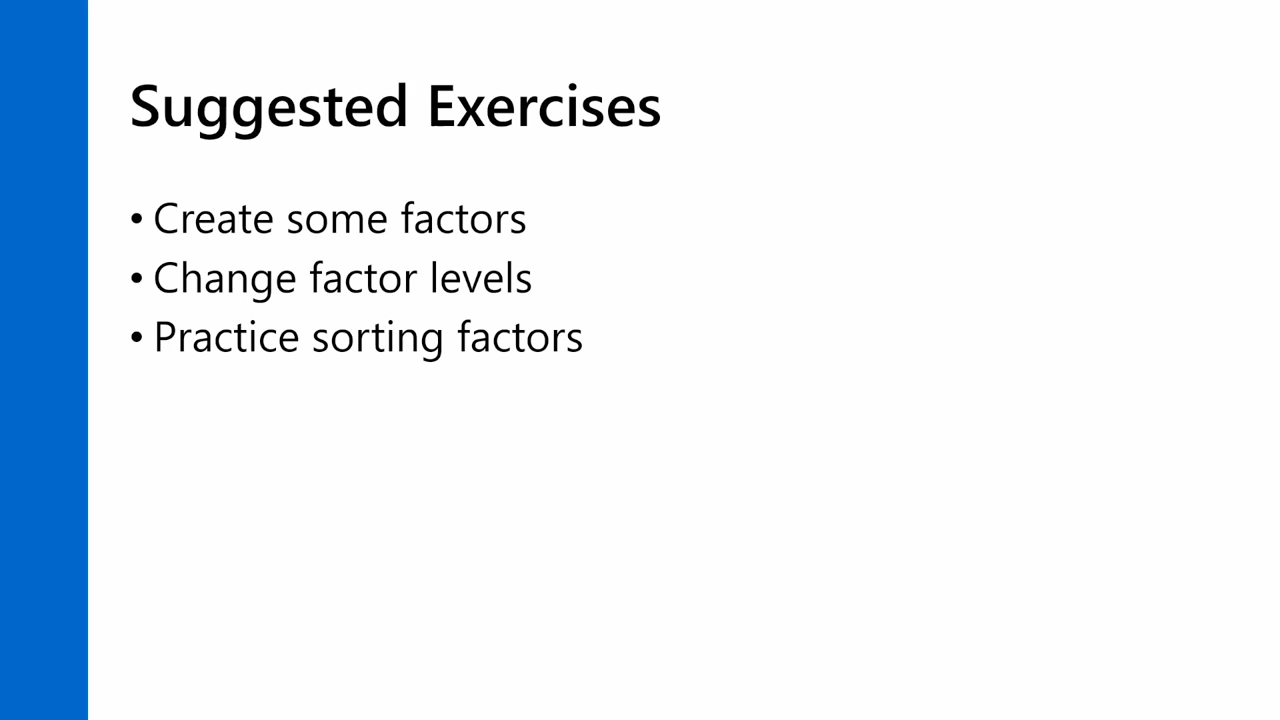 Suggested Exercises
• Create some factors
• Change factor levels
• Practice sorting factors